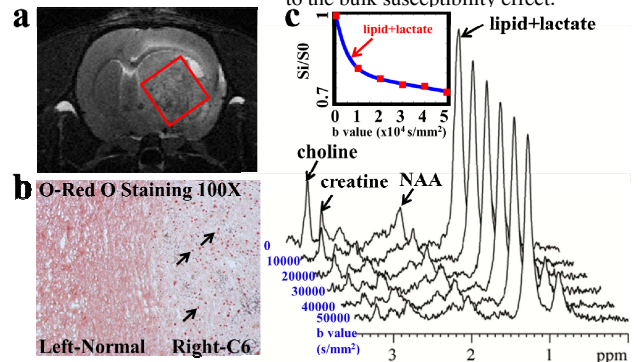 to the bulk susceptibility effect.
a
b
O-Red O Staining 100X
Left-Normal
Right-C6
c
1
0.7
Si/S0
lipid+lactate
0 1 2 3 4 5
b value (x10⁴ s/mm²)
lipid+lactate
choline
creatine
NAA
0
10000
20000
30000
40000
50000
b value
(s/mm²)
3 2 1 ppm